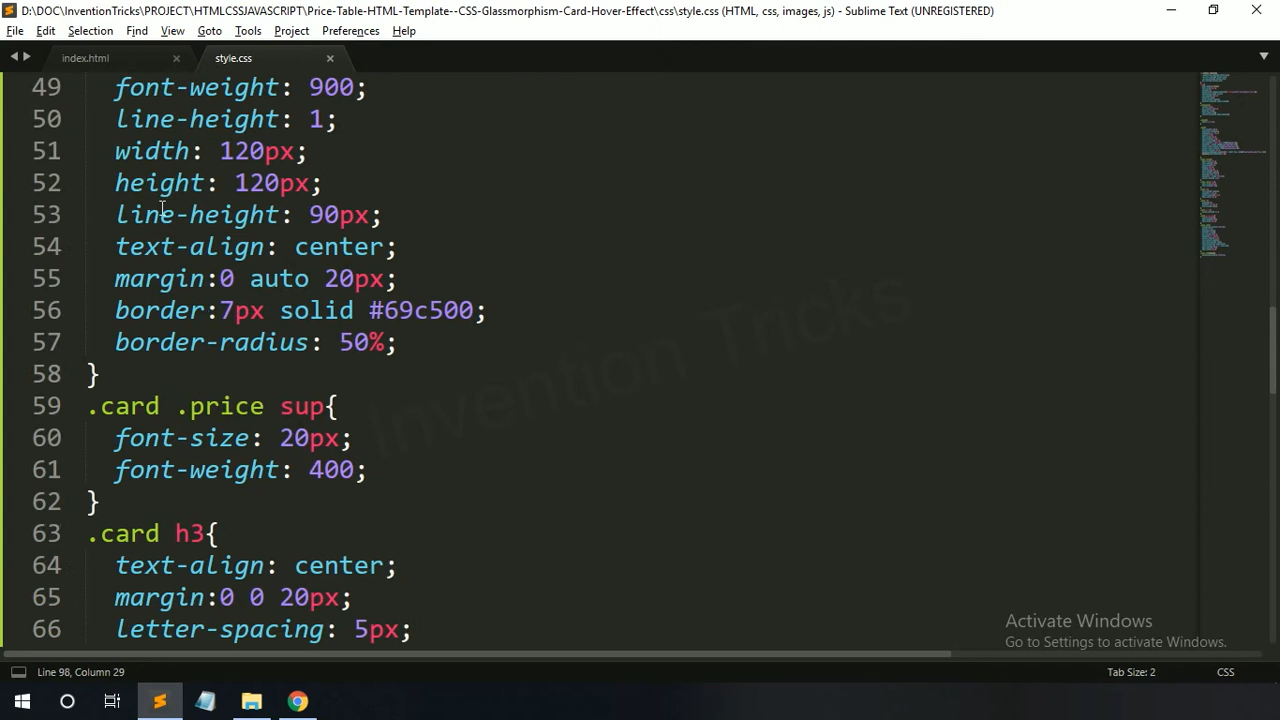 D:\DOC\InventionTricks\PROJECT\HTMLCSSJAVASCRIPT\Price-Table-HTML-Template--CSS-Glassmorphism-Card-Hover-Effect\css\style.css (HTML, css, images, js) - Sublime Text (UNREGISTERED)
File Edit Selection Find View Goto Tools Project Preferences Help
index.html style.css
49 font-weight: 900;
50 line-height: 1;
51 width: 120px;
52 height: 120px;
53 line-height: 90px;
54 text-align: center;
55 margin:0 auto 20px;
56 border:7px solid #69c500;
57 border-radius: 50%;
58 }
59 .card .price sup{
60 font-size: 20px;
61 font-weight: 400;
62 }
63 .card h3{
64 text-align: center;
65 margin:0 0 20px;
66 letter-spacing: 5px;
Invention Tricks
Activate Windows
Go to Settings to activate Windows.
Line 98, Column 29 Tab Size: 2 CSS